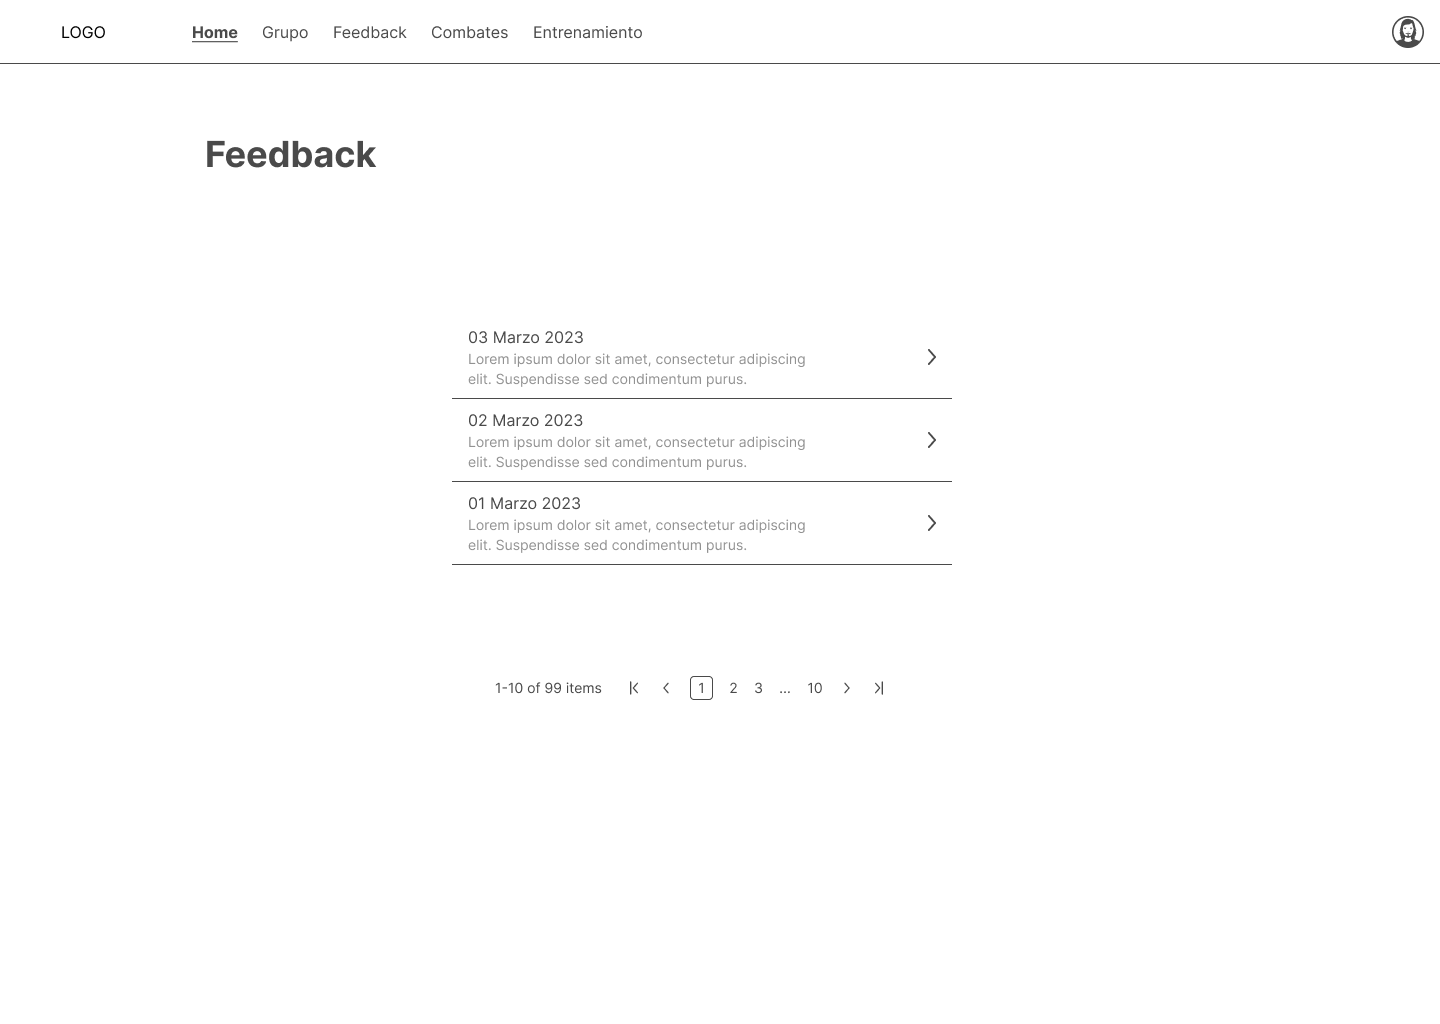 LOGO Home Grupo Feedback Combates Entrenamiento
Feedback
03 Marzo 2023
Lorem ipsum dolor sit amet, consectetur adipiscing
elit. Suspendisse sed condimentum purus.
02 Marzo 2023
Lorem ipsum dolor sit amet, consectetur adipiscing
elit. Suspendisse sed condimentum purus.
01 Marzo 2023
Lorem ipsum dolor sit amet, consectetur adipiscing
elit. Suspendisse sed condimentum purus.
1-10 of 99 items 1 2 3 ... 10